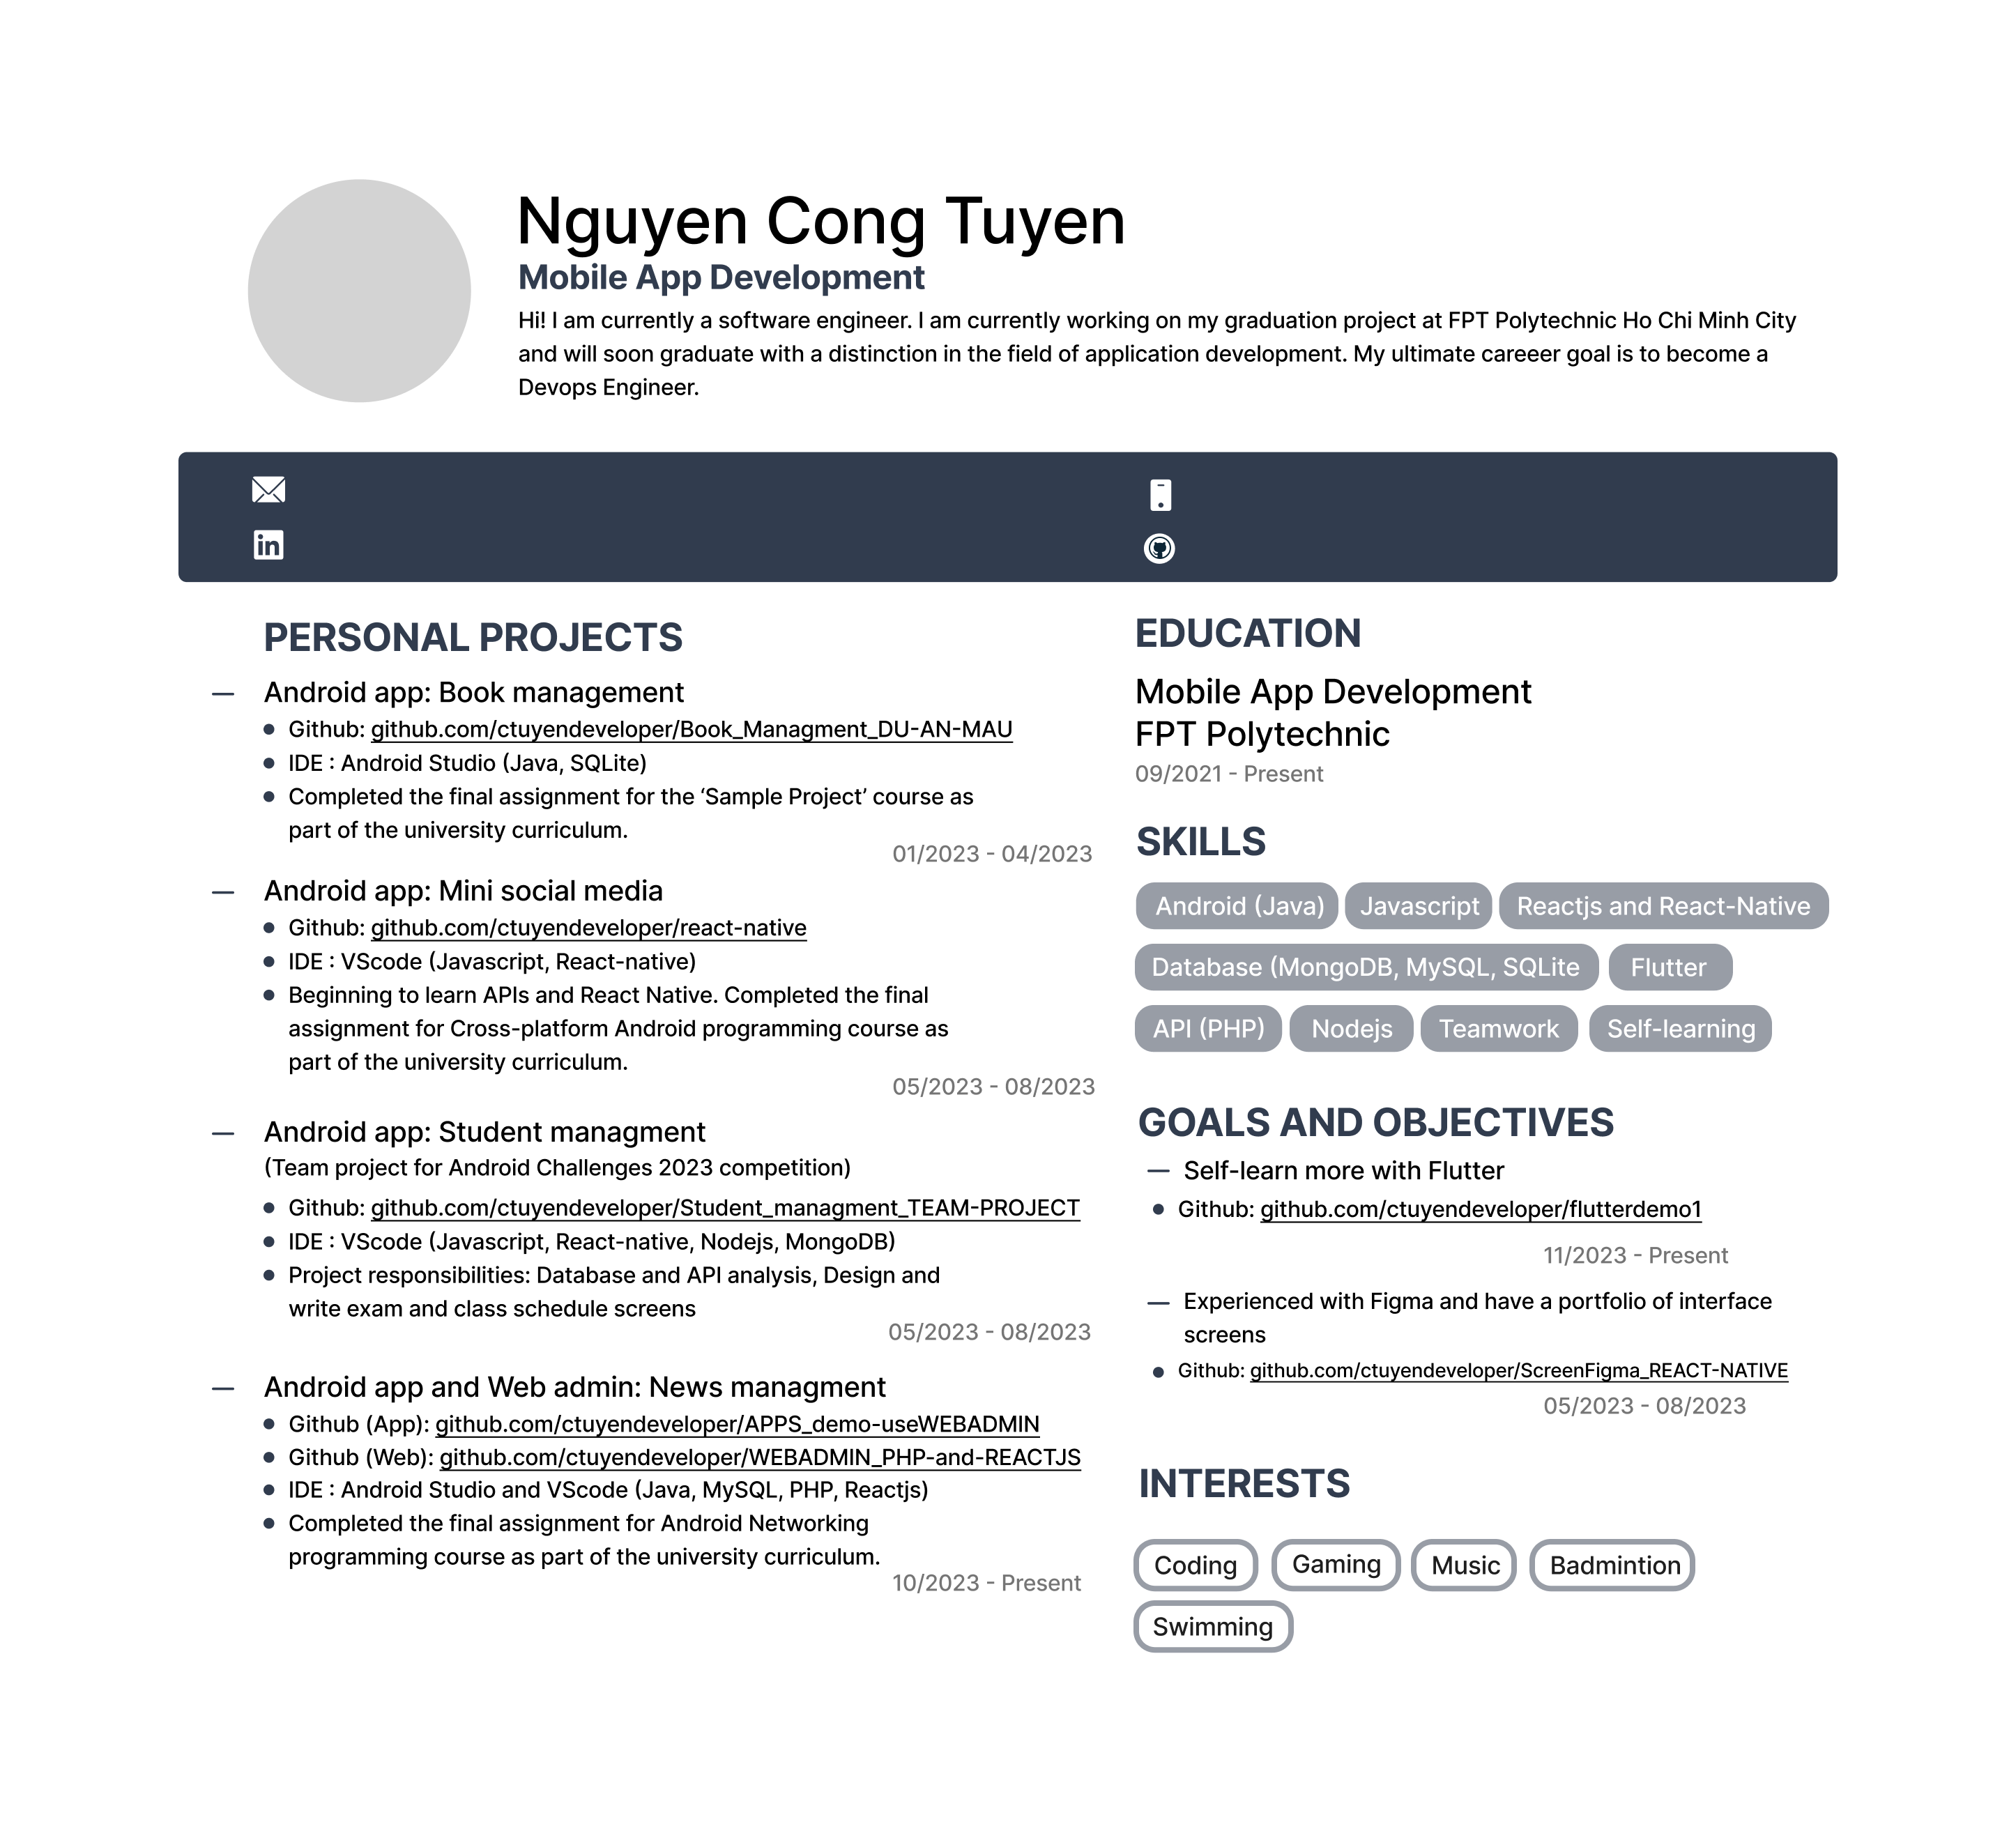 Nguyen Cong Tuyen
Mobile App Development
Hi! I am currently a software engineer. I am currently working on my graduation project at FPT Polytechnic Ho Chi Minh City
and will soon graduate with a distinction in the field of application development. My ultimate careeer goal is to become a
Devops Engineer.
in
PERSONAL PROJECTS
— Android app: Book management
• Github: github.com/ctuyendeveloper/Book_Managment_DU-AN-MAU
• IDE : Android Studio (Java, SQLite)
• Completed the final assignment for the ‘Sample Project’ course as
part of the university curriculum.
01/2023 - 04/2023
— Android app: Mini social media
• Github: github.com/ctuyendeveloper/react-native
• IDE : VScode (Javascript, React-native)
• Beginning to learn APIs and React Native. Completed the final
assignment for Cross-platform Android programming course as
part of the university curriculum.
05/2023 - 08/2023
— Android app: Student managment
(Team project for Android Challenges 2023 competition)
• Github: github.com/ctuyendeveloper/Student_managment_TEAM-PROJECT
• IDE : VScode (Javascript, React-native, Nodejs, MongoDB)
• Project responsibilities: Database and API analysis, Design and
write exam and class schedule screens
05/2023 - 08/2023
— Android app and Web admin: News managment
• Github (App): github.com/ctuyendeveloper/APPS_demo-useWEBADMIN
• Github (Web): github.com/ctuyendeveloper/WEBADMIN_PHP-and-REACTJS
• IDE : Android Studio and VScode (Java, MySQL, PHP, Reactjs)
• Completed the final assignment for Android Networking
programming course as part of the university curriculum.
10/2023 - Present
EDUCATION
Mobile App Development
FPT Polytechnic
09/2021 - Present
SKILLS
Android (Java) Javascript Reactjs and React-Native
Database (MongoDB, MySQL, SQLite Flutter
API (PHP) Nodejs Teamwork Self-learning
GOALS AND OBJECTIVES
— Self-learn more with Flutter
• Github: github.com/ctuyendeveloper/flutterdemo1
11/2023 - Present
— Experienced with Figma and have a portfolio of interface
screens
• Github: github.com/ctuyendeveloper/ScreenFigma_REACT-NATIVE
05/2023 - 08/2023
INTERESTS
Coding Gaming Music Badmintion
Swimming